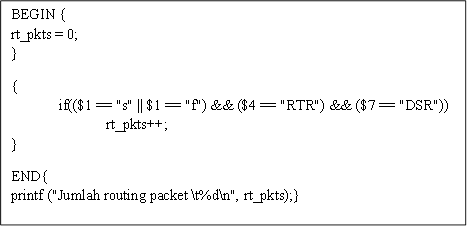 BEGIN {
rt_pkts = 0;
}
{
if(($1 == "s" || $1 == "f") && ($4 == "RTR") && ($7 == "DSR"))
rt_pkts++;
}
END{
printf ("Jumlah routing packet \t%d\n", rt_pkts);}